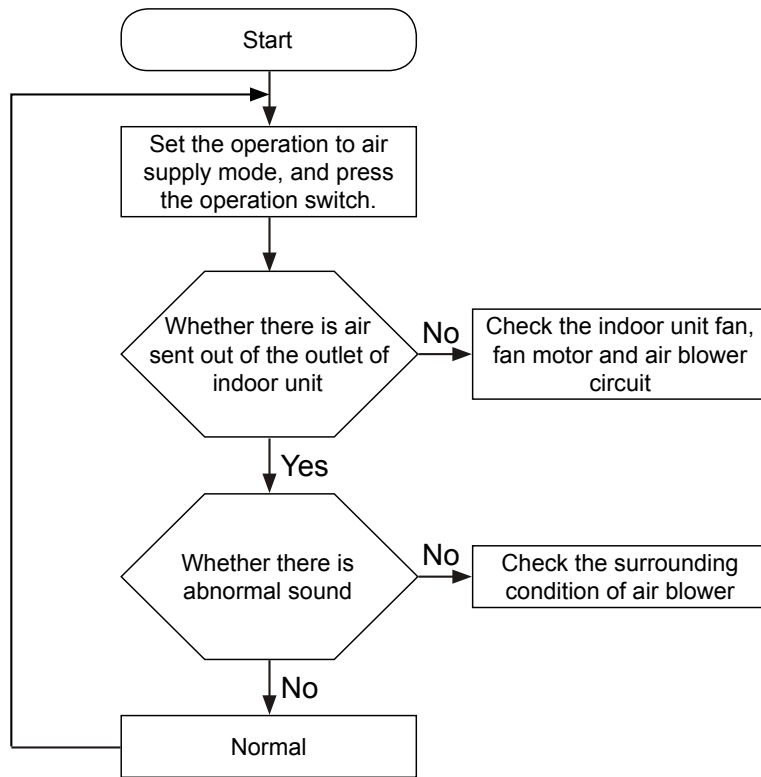 Start
Set the operation to air
supply mode, and press
the operation switch.
Whether there is air
sent out of the outlet of
indoor unit
No
Check the indoor unit fan,
fan motor and air blower
circuit
Yes
Whether there is
abnormal sound
No
Check the surrounding
condition of air blower
No
Normal